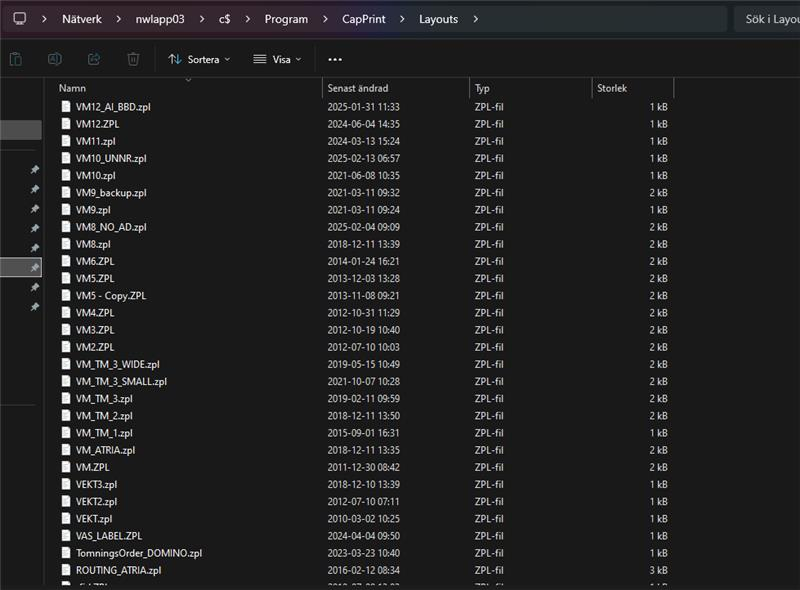 Nätverk > nwlapp03 > c$ > Program > CapPrint > Layouts > Sök i Layou
Sortera Visa ...
Namn Senast ändrad Typ Storlek
VM12_AI_BBD.zpl 2025-01-31 11:33 ZPL-fil 1 kB
VM12.ZPL 2024-06-04 14:35 ZPL-fil 1 kB
VM11.zpl 2024-03-13 15:24 ZPL-fil 1 kB
VM10_UNNR.zpl 2025-02-13 06:57 ZPL-fil 1 kB
VM10.zpl 2021-06-08 10:35 ZPL-fil 1 kB
VM9_backup.zpl 2021-03-11 09:32 ZPL-fil 2 kB
VM9.zpl 2021-03-11 09:24 ZPL-fil 1 kB
VM8_NO_AD.zpl 2025-02-04 09:09 ZPL-fil 2 kB
VM8.zpl 2018-12-11 13:39 ZPL-fil 2 kB
VM6.ZPL 2014-01-24 16:21 ZPL-fil 2 kB
VM5.ZPL 2013-12-03 13:28 ZPL-fil 2 kB
VM5 - Copy.ZPL 2013-11-08 09:21 ZPL-fil 2 kB
VM4.ZPL 2012-10-31 11:29 ZPL-fil 2 kB
VM3.ZPL 2012-10-19 10:40 ZPL-fil 2 kB
VM2.ZPL 2012-07-10 10:03 ZPL-fil 2 kB
VM_TM_3_WIDE.zpl 2019-05-15 10:49 ZPL-fil 2 kB
VM_TM_3_SMALL.zpl 2021-10-07 10:28 ZPL-fil 2 kB
VM_TM_3.zpl 2019-02-11 09:59 ZPL-fil 2 kB
VM_TM_2.zpl 2018-12-11 13:50 ZPL-fil 2 kB
VM_TM_1.zpl 2015-09-01 16:31 ZPL-fil 1 kB
VM_ATRIA.zpl 2018-12-11 13:35 ZPL-fil 2 kB
VM.ZPL 2011-12-30 08:42 ZPL-fil 2 kB
VEKT3.zpl 2018-12-10 13:39 ZPL-fil 1 kB
VEKT2.zpl 2012-07-10 07:11 ZPL-fil 1 kB
VEKT.zpl 2010-03-02 10:25 ZPL-fil 1 kB
VAS_LABEL.ZPL 2024-04-04 09:50 ZPL-fil 1 kB
TomningsOrder_DOMINO.zpl 2023-03-23 10:40 ZPL-fil 1 kB
ROUTING_ATRIA.zpl 2016-02-12 08:34 ZPL-fil 3 kB